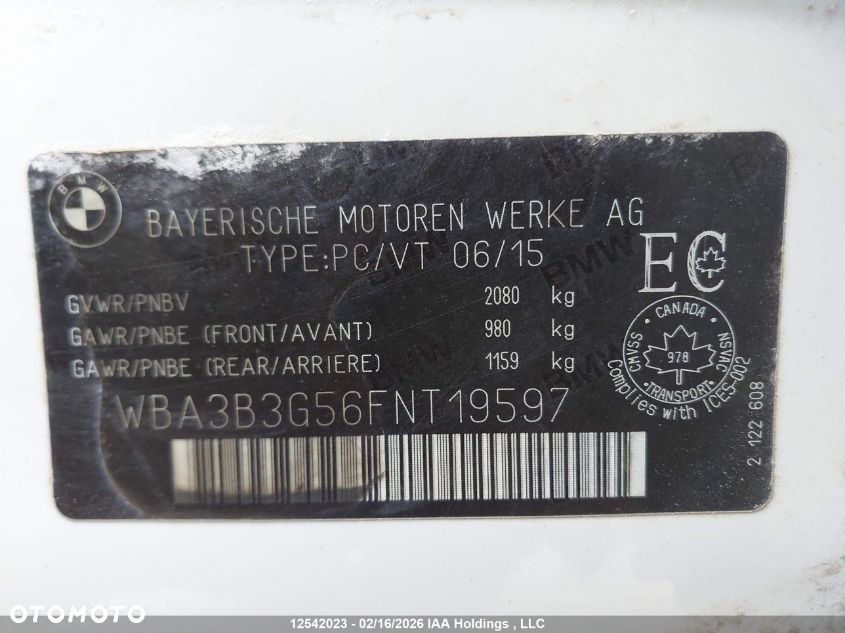 BMW
BAYERISCHE MOTOREN WERKE AG
TYPE:PC/VT 06/15
EC
GVWR/PNBV 2080 kg
GAWR/PNBE (FRONT/AVANT) 980 kg
GAWR/PNBE (REAR/ARRIERE) 1159 kg
CANADA
CMVSS 978 NSVAC
TRANSPORT
Complies with ICES-002
WBA3B3G56FNT19597
2 122 608
OTOMOTO
12542023 - 02/16/2026 IAA Holdings, LLC